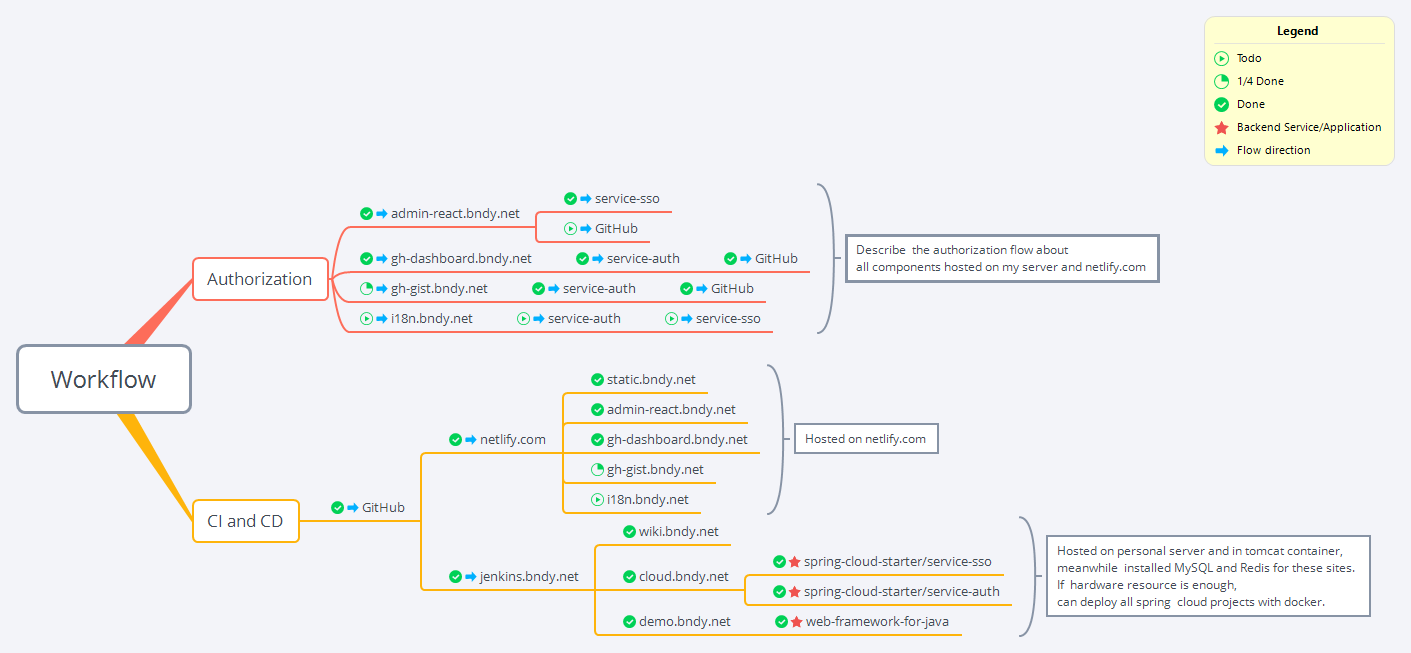 Legend
Todo
1/4 Done
Done
Backend Service/Application
Flow direction
Workflow
Authorization
admin-react.bndy.net
service-sso
GitHub
gh-dashboard.bndy.net service-auth GitHub
gh-gist.bndy.net service-auth GitHub
i18n.bndy.net service-auth service-sso
Describe the authorization flow about
all components hosted on my server and netlify.com
CI and CD
GitHub
netlify.com
static.bndy.net
admin-react.bndy.net
gh-dashboard.bndy.net
gh-gist.bndy.net
i18n.bndy.net
Hosted on netlify.com
jenkins.bndy.net
wiki.bndy.net
cloud.bndy.net
spring-cloud-starter/service-sso
spring-cloud-starter/service-auth
demo.bndy.net web-framework-for-java
Hosted on personal server and in tomcat container,
meanwhile installed MySQL and Redis for these sites.
If hardware resource is enough,
can deploy all spring cloud projects with docker.